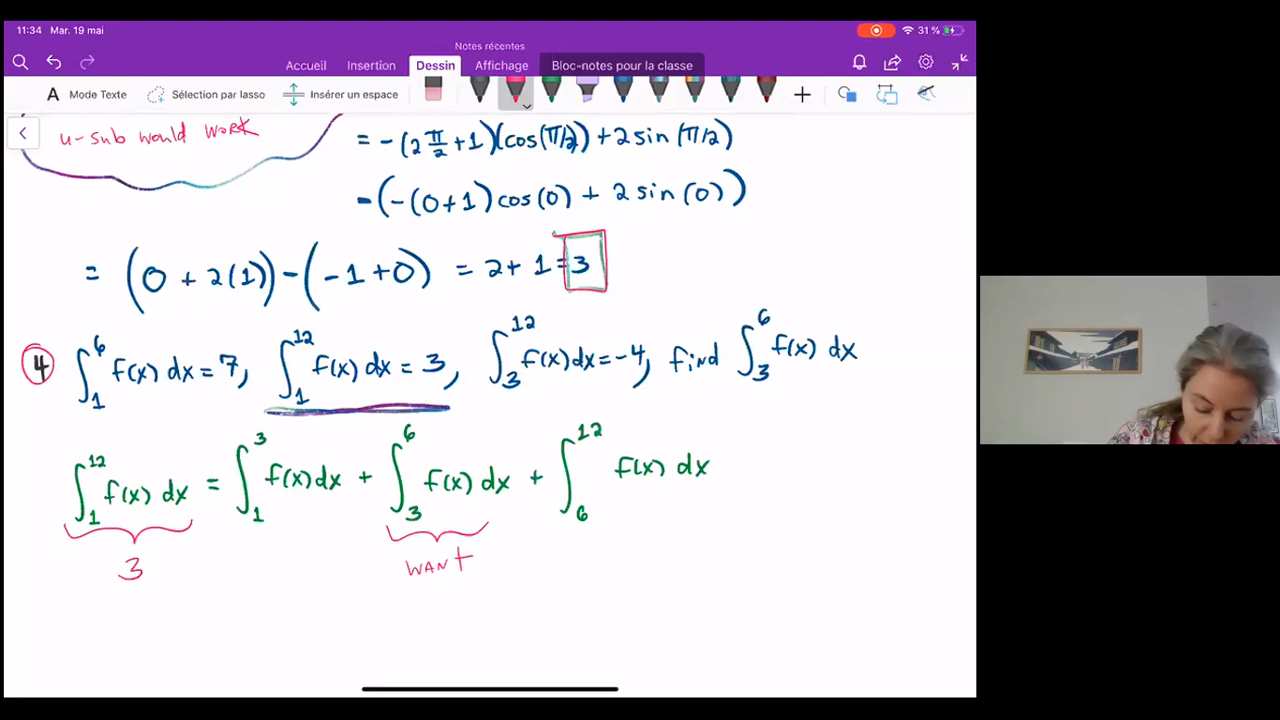 11:34 Mar. 19 mai
31 %
Notes récentes
Accueil Insertion Dessin Affichage Bloc-notes pour la classe
A Mode Texte Sélection par lasso Insérer un espace
u-sub would work
= -(2 π/2 + 1)(cos(π/2)) + 2 sin (π/2)
-(-(0+1) cos(0) + 2 sin(0))
= (0 + 2(1)) - (-1 + 0) = 2 + 1 = 3
4 ∫₁⁶ f(x) dx = 7, ∫₁¹² f(x) dx = 3, ∫₃¹² f(x) dx = -4, find ∫₃⁶ f(x) dx
∫₁¹² f(x) dx = ∫₁³ f(x) dx + ∫₃⁶ f(x) dx + ∫₆¹² f(x) dx
3 WANT